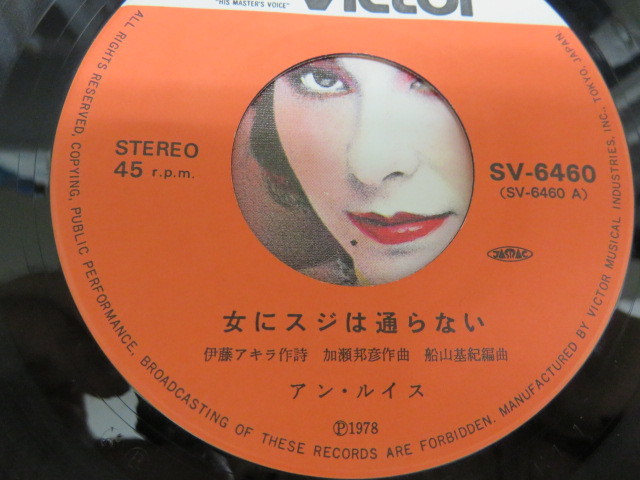 "HIS MASTER'S VOICE"
Victor
STEREO
45 r.p.m.
SV-6460
(SV-6460 A)
JASRAC
女にスジは通らない
伊藤アキラ作詩 加瀬邦彦作曲 船山基紀編曲
アン・ルイス
Ⓟ1978
ALL RIGHTS RESERVED. COPYING, PUBLIC PERFORMANCE, BROADCASTING OF THESE RECORDS ARE FORBIDDEN. MANUFACTURED BY VICTOR MUSICAL INDUSTRIES, INC. TOKYO, JAPAN